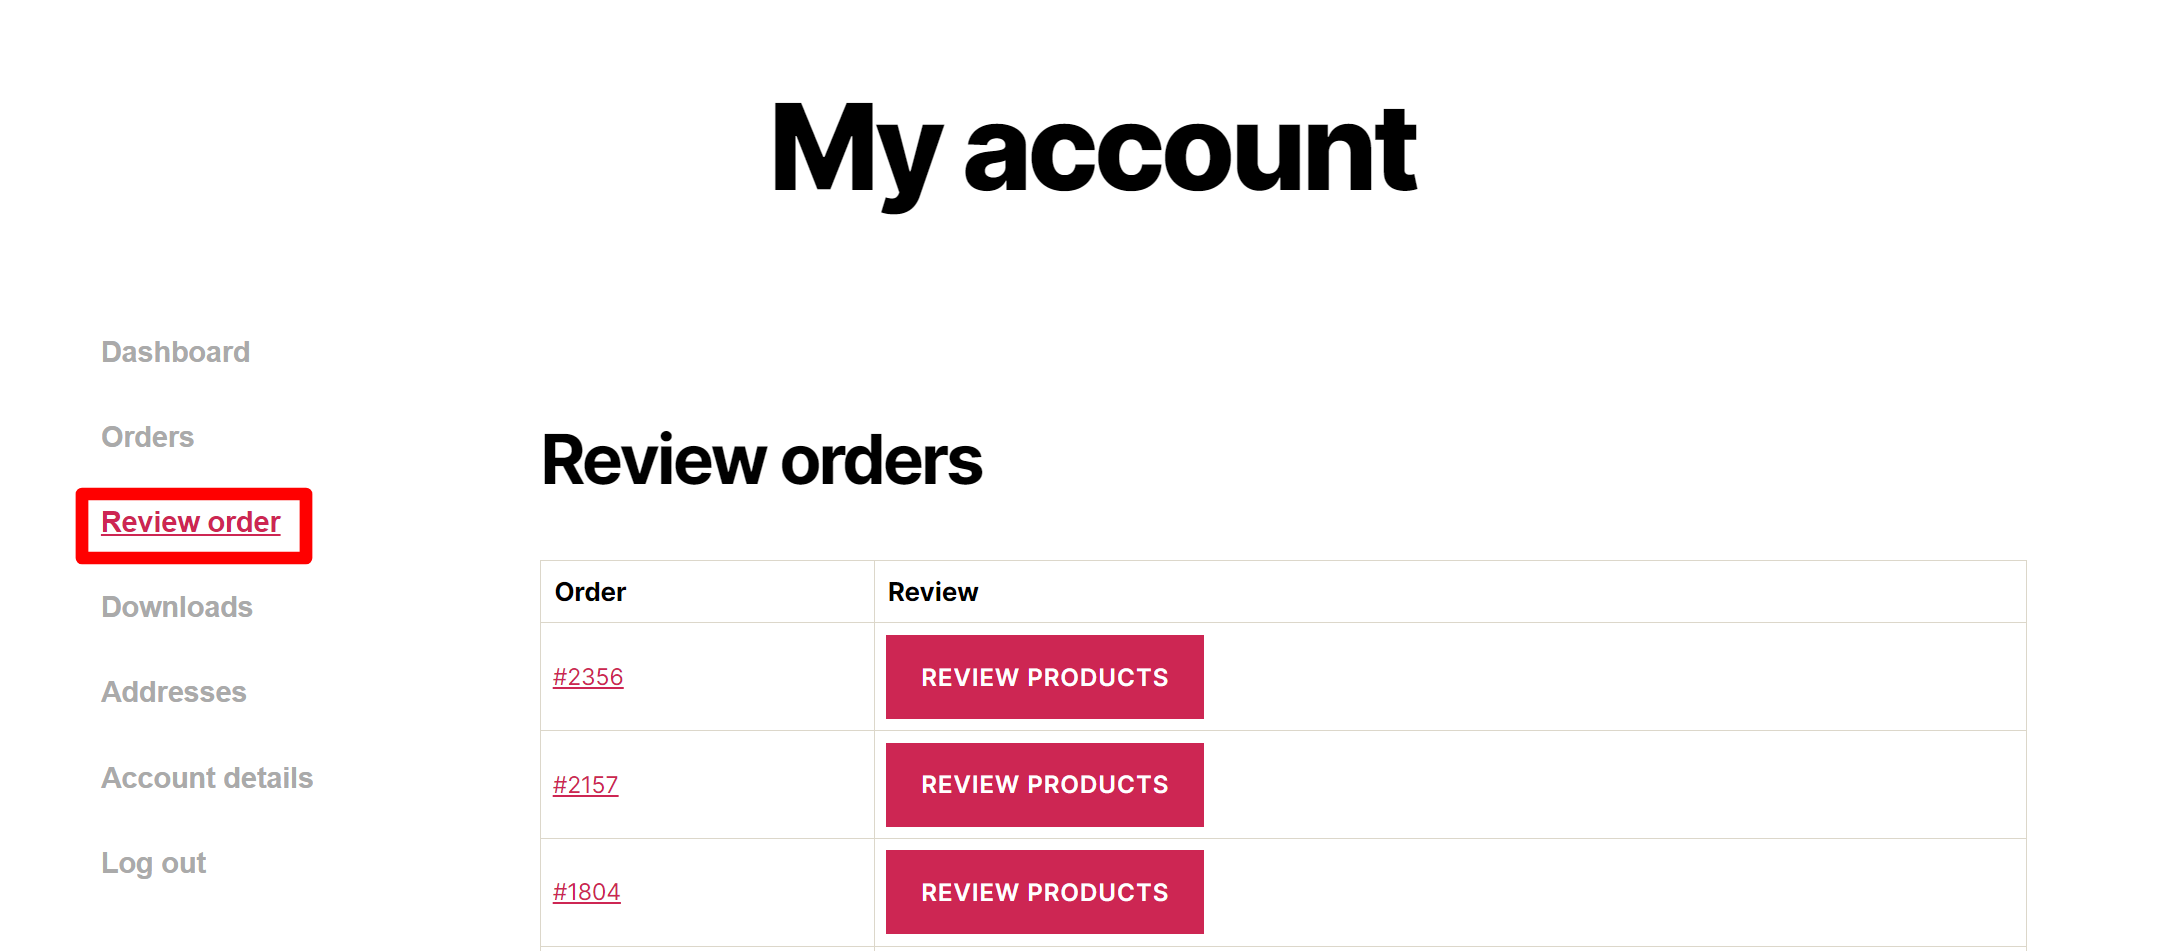 My account
Dashboard
Orders
Review order
Downloads
Addresses
Account details
Log out
Review orders
Order Review
#2356 REVIEW PRODUCTS
#2157 REVIEW PRODUCTS
#1804 REVIEW PRODUCTS